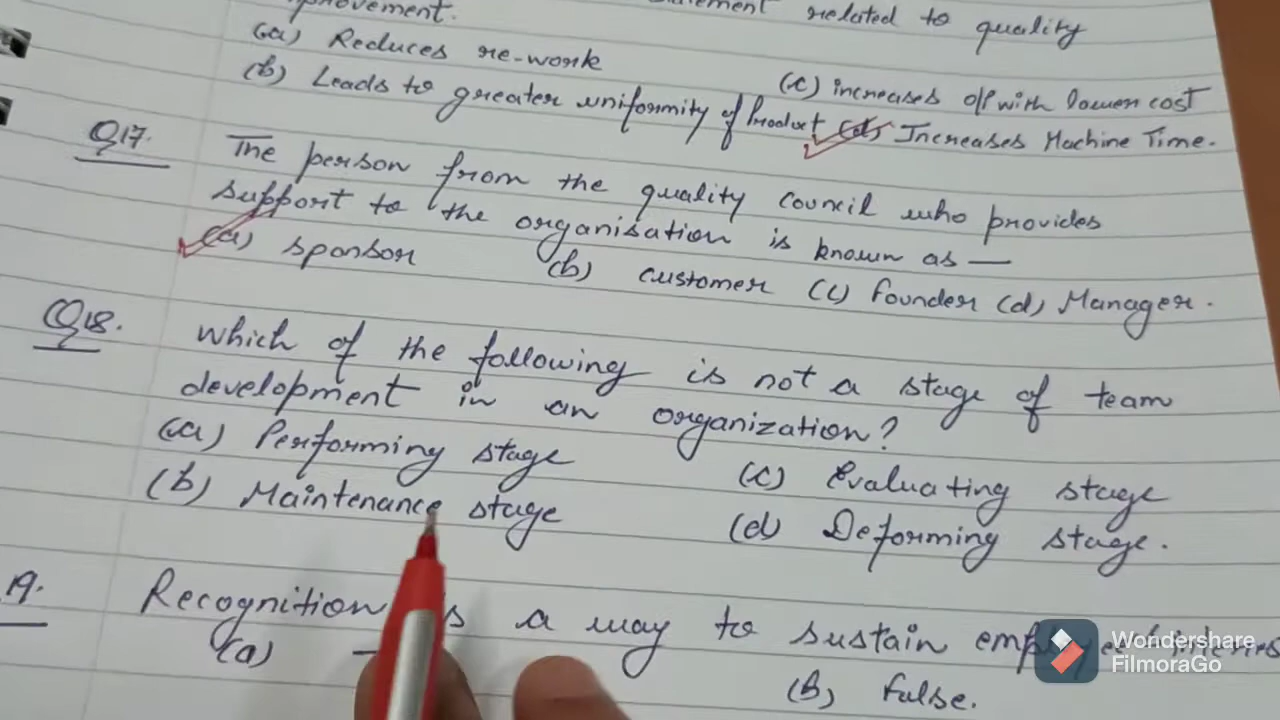 related to quality
(a) Reduces re-work
(b) Leads to greater uniformity of Product
(c) increases o/p with lower cost
(d) Increases Machine Time.
Q17. The person from the quality council who provides
support to the organisation is known as —
(a) sponsor (b) customer (c) founder (d) Manager.
Q18. Which of the following is not a stage of team
development in an organization?
(a) Performing stage
(b) Maintenance stage
(c) Evaluating stage
(d) Deforming stage.
19. Recognition is a way to sustain
(a)
(b) false.
Wondershare
FilmoraGo